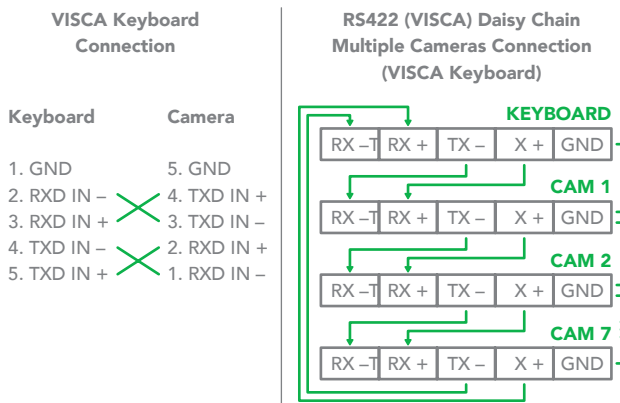 VISCA Keyboard
Connection
Keyboard Camera
1. GND 5. GND
2. RXD IN – 4. TXD IN +
3. RXD IN + 3. TXD IN –
4. TXD IN – 2. RXD IN +
5. TXD IN + 1. RXD IN –
RS422 (VISCA) Daisy Chain
Multiple Cameras Connection
(VISCA Keyboard)
KEYBOARD
RX –T RX + TX – X + GND
CAM 1
RX –T RX + TX – X + GND
CAM 2
RX –T RX + TX – X + GND
CAM 7
RX –T RX + TX – X + GND